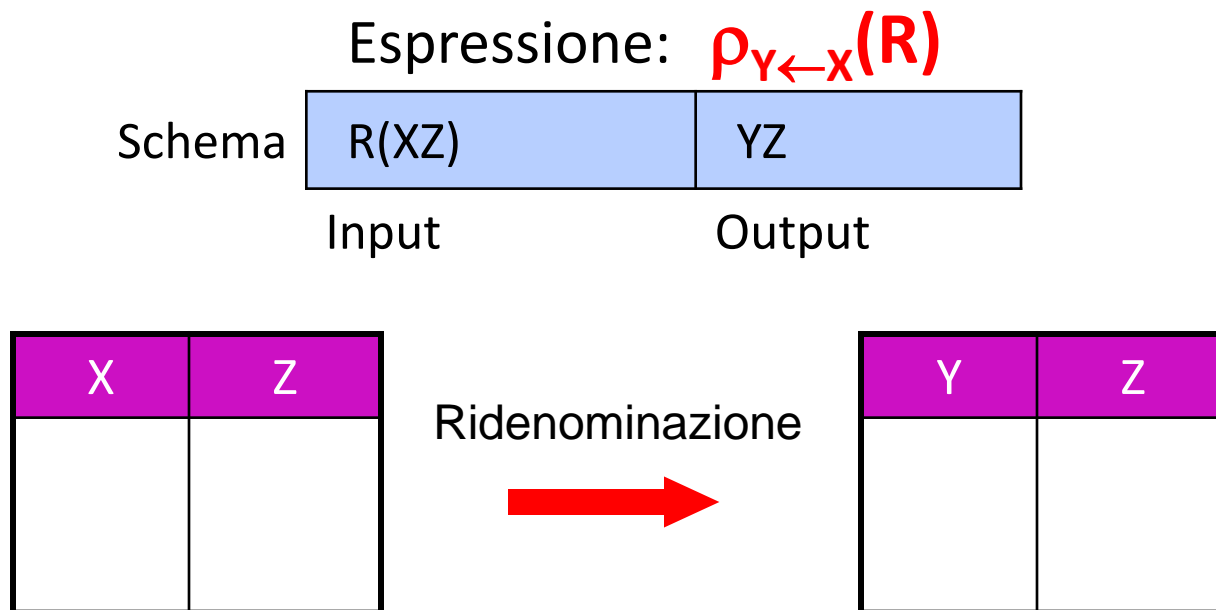 Espressione: ρY←X(R)
Schema R(XZ) YZ
Input Output
X Z Y Z
Ridenominazione